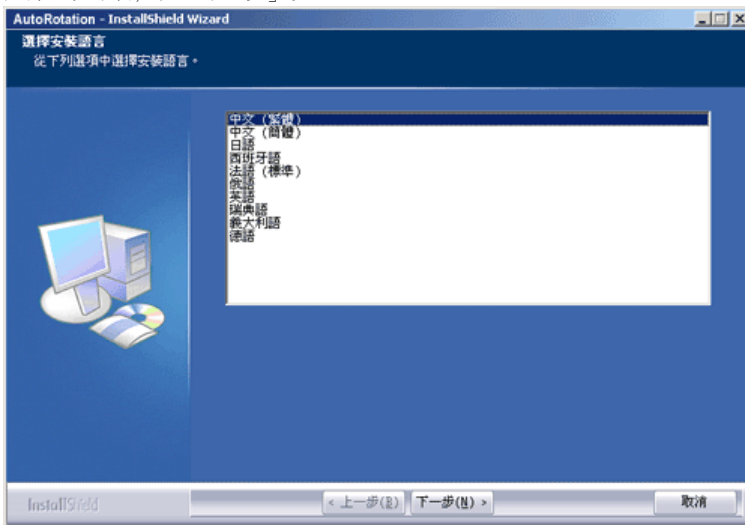 AutoRotation - InstallShield Wizard
選擇安裝語言
從下列選項中選擇安裝語言。
中文 (繁體)
中文 (簡體)
日語
西班牙語
法語 (標準)
俄語
英語
瑞典語
義大利語
德語
InstallShield
< 上一步(B)
下一步(N) >
取消